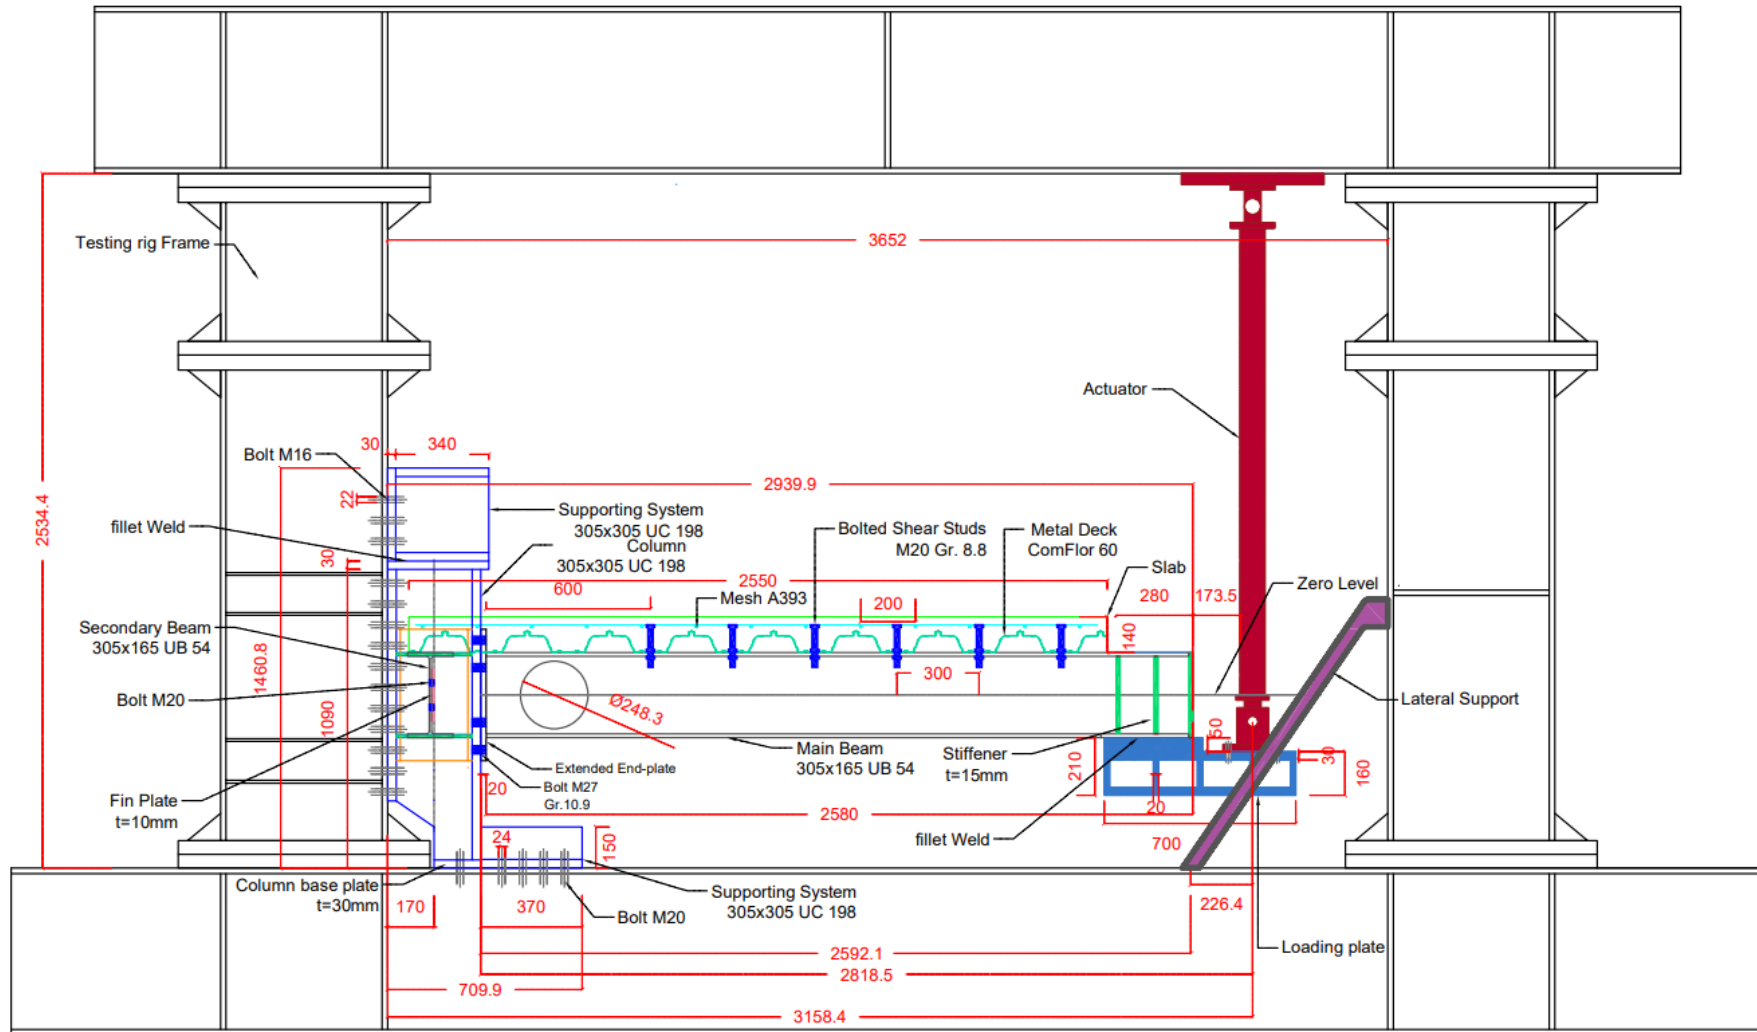 Testing rig Frame
3652
2534.4
Actuator
30
340
Bolt M16
22
2939.9
Supporting System
305x305 UC 198
Column
305x305 UC 198
Bolted Shear Studs
M20 Gr. 8.8
Metal Deck
ComFlor 60
fillet Weld
30
2550
Slab
Zero Level
600
Mesh A393
200
280
173.5
140
Secondary Beam
305x165 UB 54
1460.8
1090
300
Bolt M20
Ø248.3
Lateral Support
50
Main Beam
305x165 UB 54
Stiffener
t=15mm
Extended End-plate
Bolt M27
Gr.10.9
210
30
160
Fin Plate
t=10mm
20
20
2580
fillet Weld
700
24
150
Column base plate
t=30mm
170
370
Supporting System
305x305 UC 198
Bolt M20
226.4
Loading plate
2592.1
2818.5
709.9
3158.4